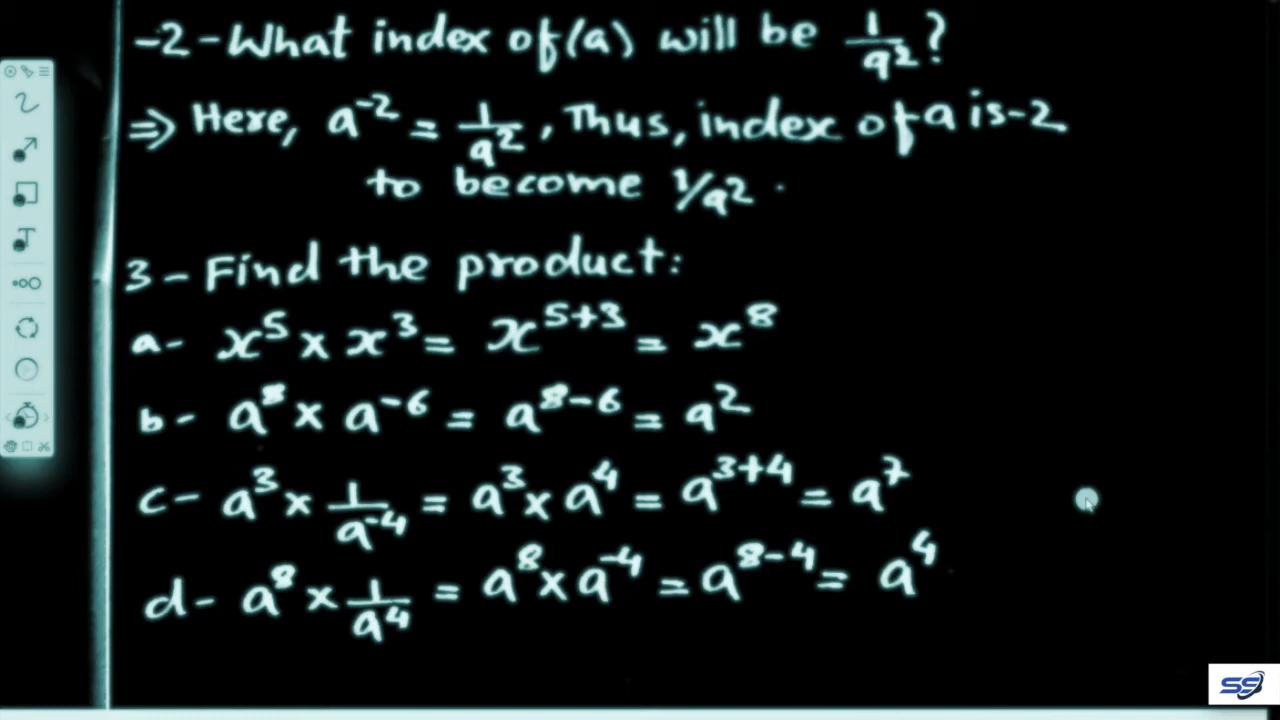 -2-What index of (a) will be 1/a²?
⇒ Here, a⁻² = 1/a², Thus, index of a is -2
to become 1/a².
3- Find the product:
a- x⁵ × x³ = x⁵⁺³ = x⁸
b- a⁸ × a⁻⁶ = a⁸⁻⁶ = a²
c- a³ × 1/a⁻⁴ = a³ × a⁴ = a³⁺⁴ = a⁷
d- a⁸ × 1/a⁴ = a⁸ × a⁻⁴ = a⁸⁻⁴ = a⁴
SS